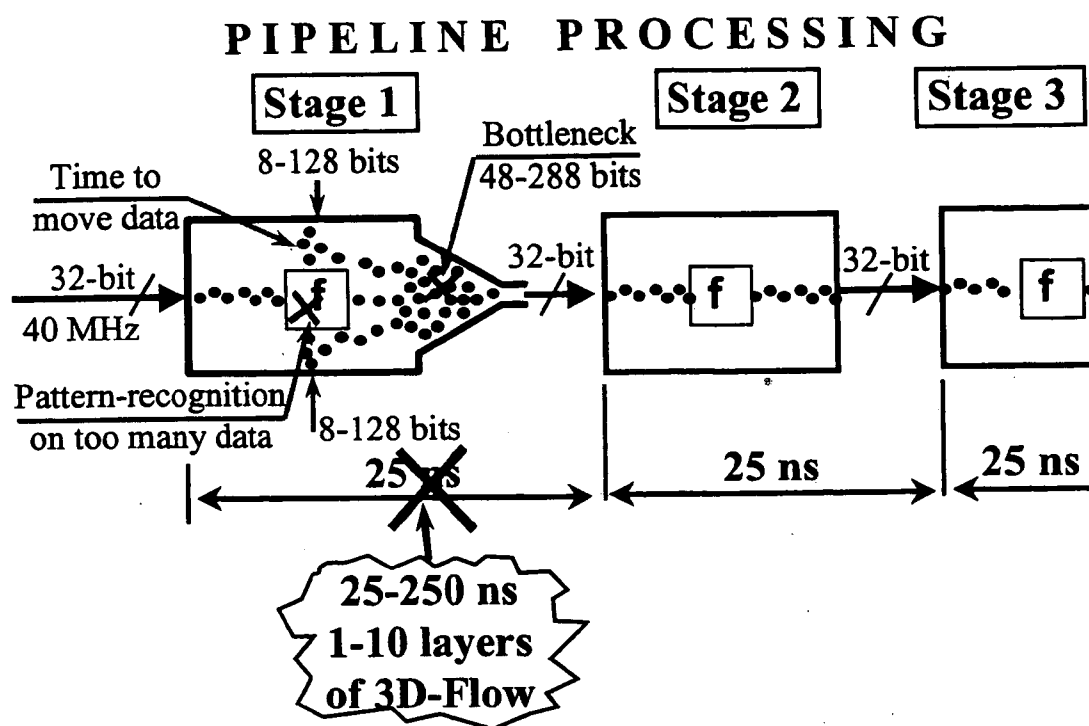 PIPELINE PROCESSING
Stage 1
Stage 2
Stage 3
Bottleneck
48-288 bits
8-128 bits
Time to
move data
32-bit
40 MHz
f
32-bit
f
32-bit
f
Pattern-recognition
on too many data
8-128 bits
25 ns
25 ns
25 ns
25-250 ns
1-10 layers
of 3D-Flow